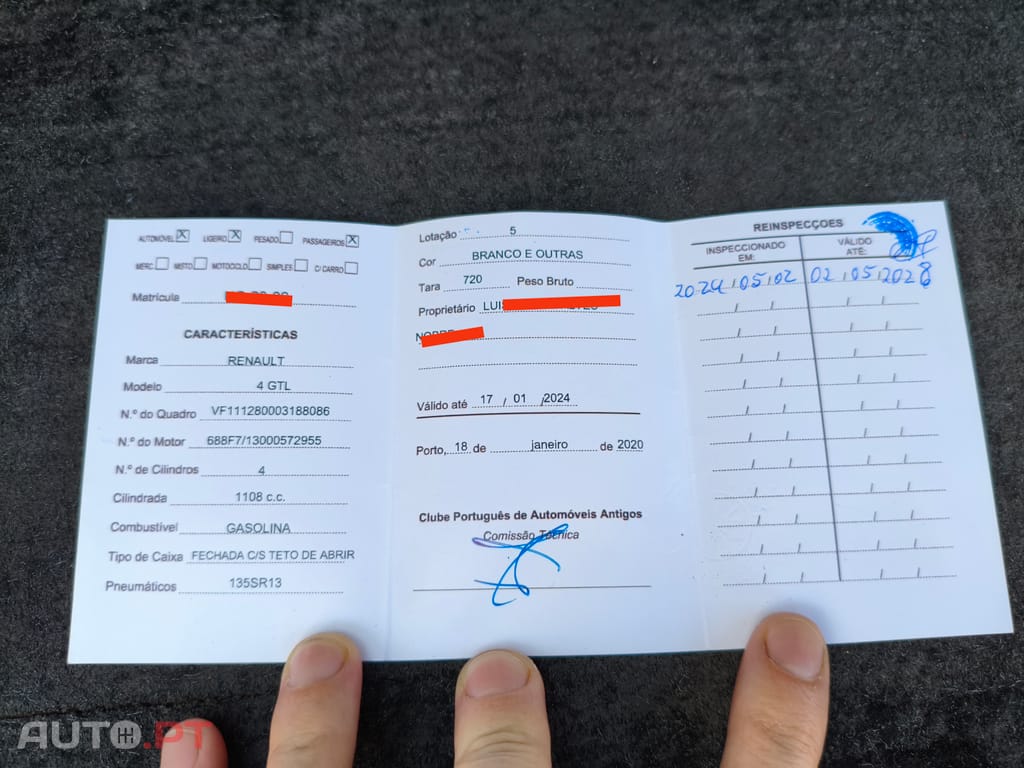 AUTOMÓVEL X LIGEIRO X PESADO PASSAGEIROS X
MERC. MISTO MOTOCICLO SIMPLES C/ CARRO
Matrícula
CARACTERÍSTICAS
Marca RENAULT
Modelo 4 GTL
N.º do Quadro VF111280003188086
N.º do Motor 688F7/13000572955
N.º de Cilindros 4
Cilindrada 1108 c.c.
Combustível GASOLINA
Tipo de Caixa FECHADA C/S TETO DE ABRIR
Pneumáticos 135SR13
Lotação 5
Cor BRANCO E OUTRAS
Tara 720 Peso Bruto
Proprietário LUIS
Válido até 17 / 01 / 2024
Porto, 18 de janeiro de 2020
Clube Português de Automóveis Antigos
Comissão Técnica
REINSPECÇÕES
INSPECCIONADO EM: VÁLIDO ATÉ:
2024/05/02 02/05/2028
AUTO.PT